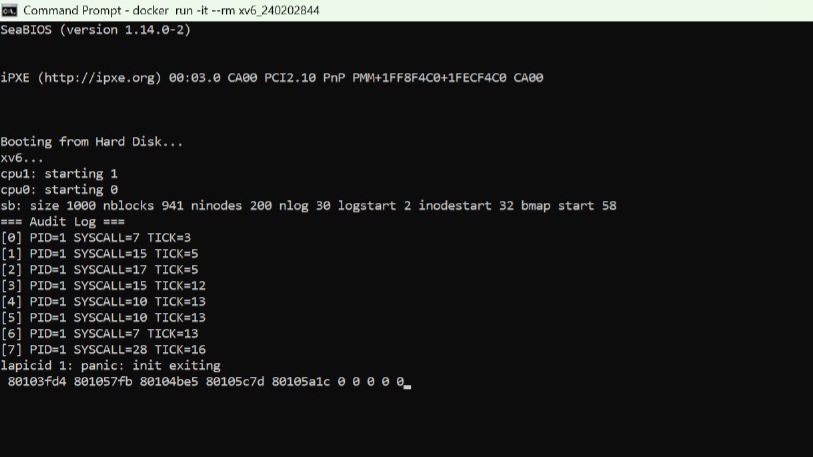 Command Prompt - docker run -it --rm xv6_240202844
SeaBIOS (version 1.14.0-2)
iPXE (http://ipxe.org) 00:03.0 CA00 PCI2.10 PnP PMM+1FF8F4C0+1FECF4C0 CA00
Booting from Hard Disk...
xv6...
cpu1: starting 1
cpu0: starting 0
sb: size 1000 nblocks 941 ninodes 200 nlog 30 logstart 2 inodestart 32 bmap start 58
=== Audit Log ===
[0] PID=1 SYSCALL=7 TICK=3
[1] PID=1 SYSCALL=15 TICK=5
[2] PID=1 SYSCALL=17 TICK=5
[3] PID=1 SYSCALL=15 TICK=12
[4] PID=1 SYSCALL=10 TICK=13
[5] PID=1 SYSCALL=10 TICK=13
[6] PID=1 SYSCALL=7 TICK=13
[7] PID=1 SYSCALL=28 TICK=16
lapicid 1: panic: init exiting
80103fd4 801057fb 80104be5 80105c7d 80105a1c 0 0 0 0 0